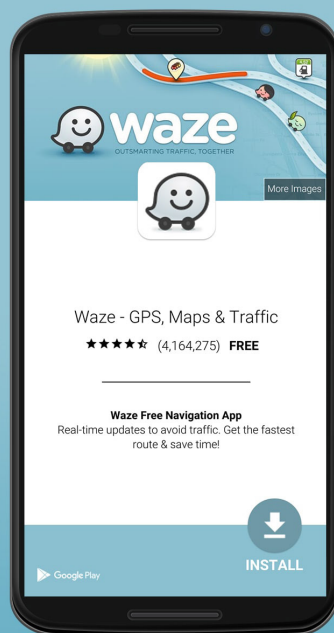 waze
OUTSMARTING TRAFFIC, TOGETHER
More Images
Waze - GPS, Maps & Traffic
(4,164,275) FREE
Waze Free Navigation App
Real-time updates to avoid traffic. Get the fastest
route & save time!
INSTALL
Google Play